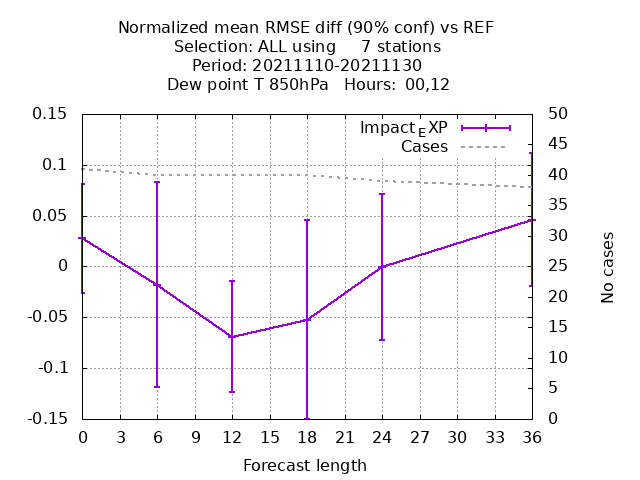 Normalized mean RMSE diff (90% conf) vs REF
Selection: ALL using     7 stations
Period: 20211110-20211130
Dew point T 850hPa   Hours:  00,12
Impact_EXP
Cases
0.15
0.1
0.05
0
-0.05
-0.1
-0.15
50
45
40
35
30
25
20
15
10
5
0
No cases
0 3 6 9 12 15 18 21 24 27 30 33 36
Forecast length